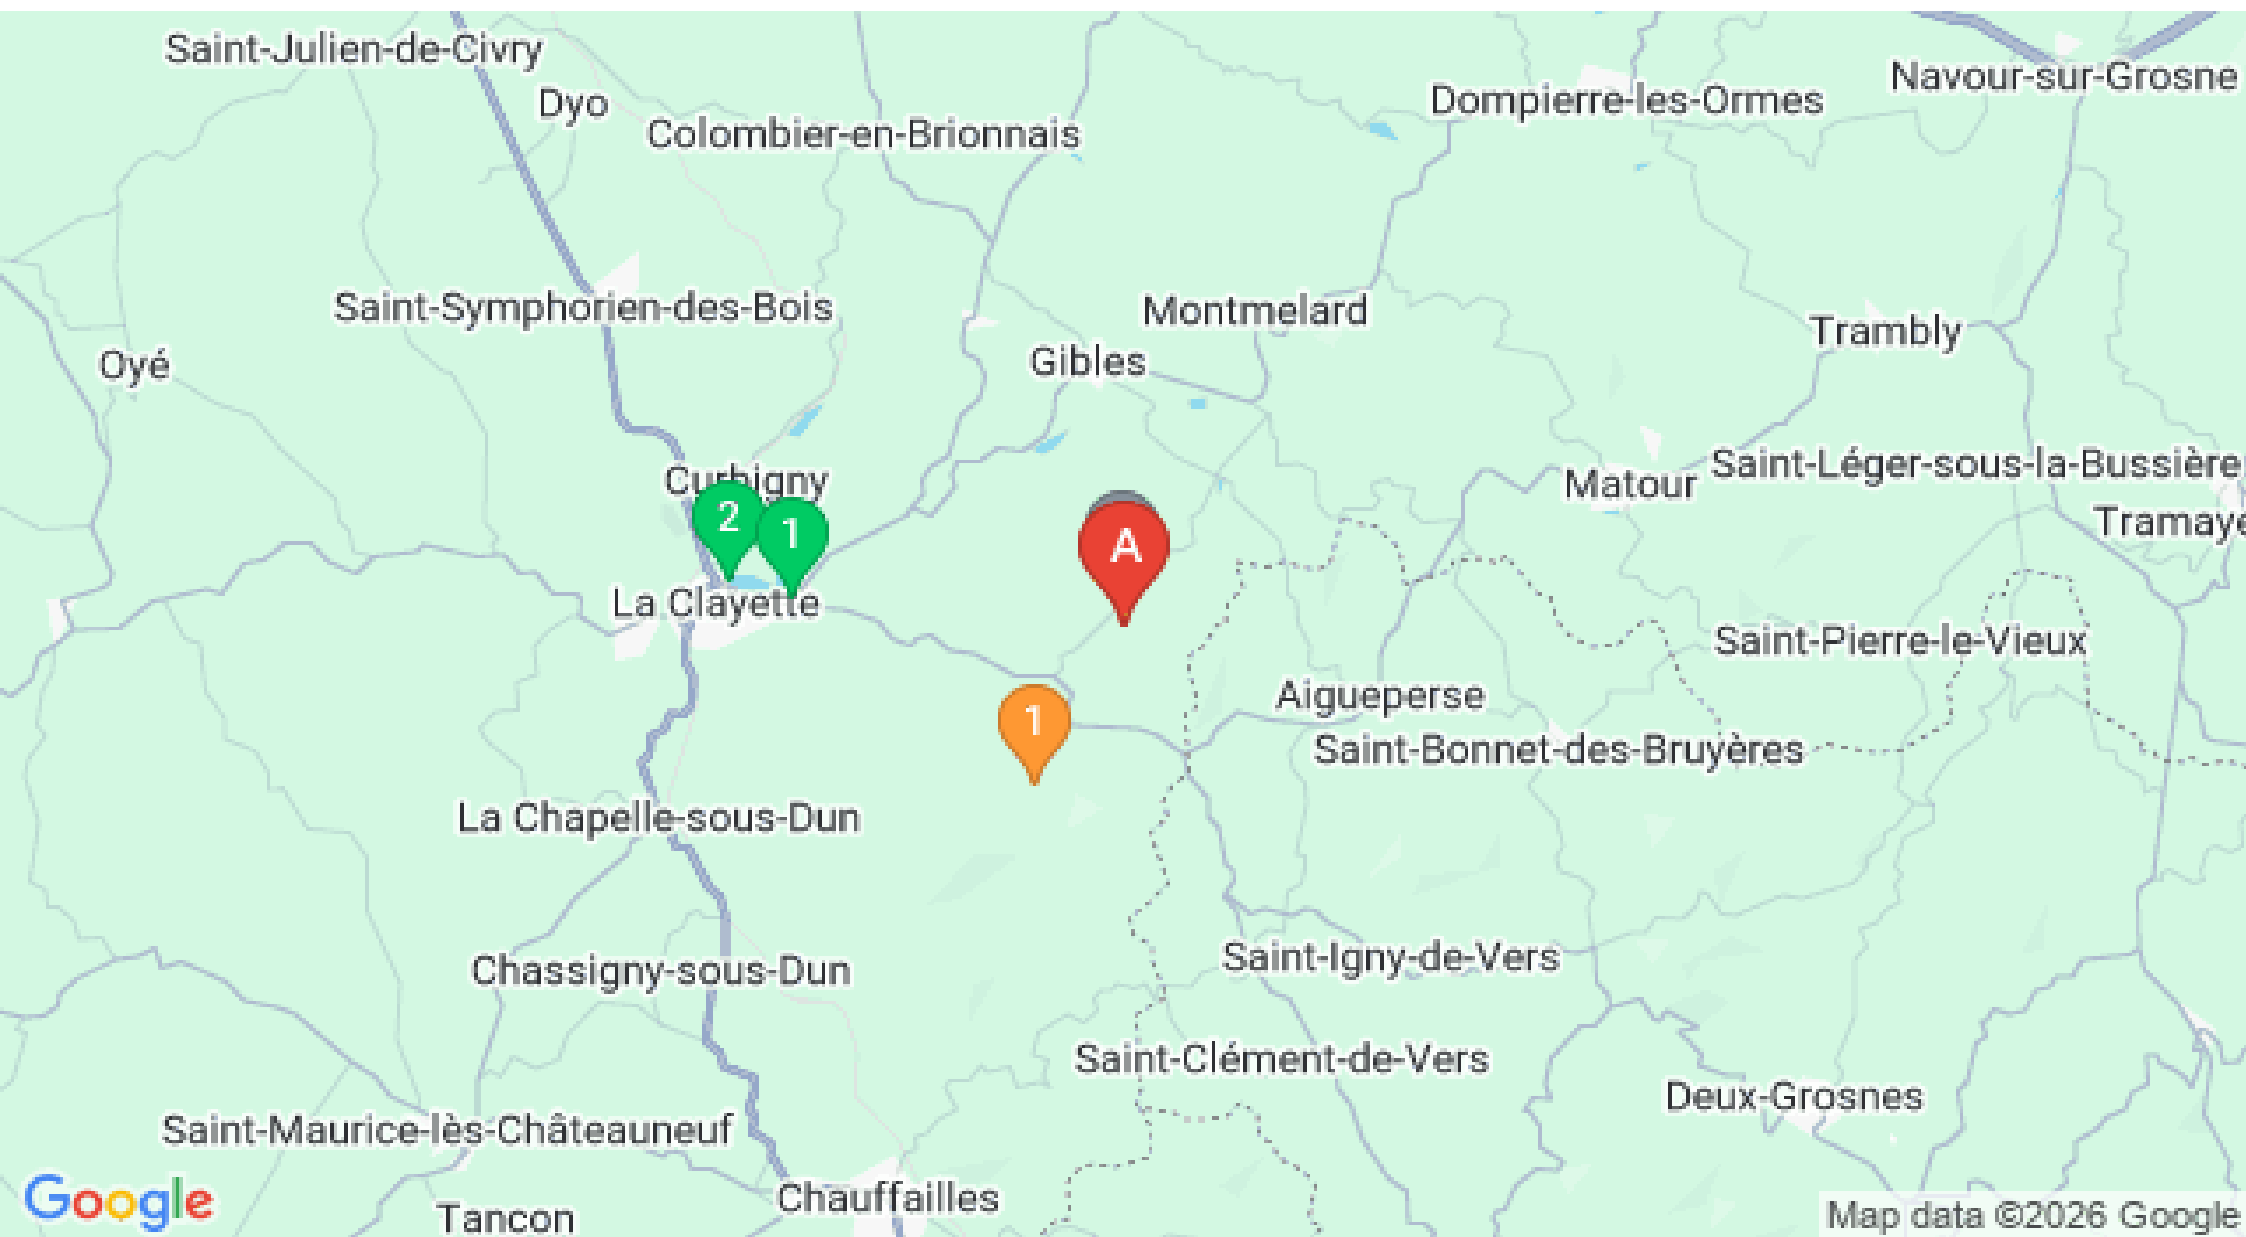 Saint-Julien-de-Civry
Navour-sur-Grosne
Dyo
Dompierre-les-Ormes
Colombier-en-Brionnais
Saint-Symphorien-des-Bois
Montmelard
Trambly
Oyé
Gibles
Curbigny
Matour
Saint-Léger-sous-la-Bussière
2
1
A
Tramaye
La Clayette
Saint-Pierre-le-Vieux
Aigueperse
1
Saint-Bonnet-des-Bruyères
La Chapelle-sous-Dun
Saint-Igny-de-Vers
Chassigny-sous-Dun
Saint-Clément-de-Vers
Deux-Grosnes
Saint-Maurice-lès-Châteauneuf
Google
Chauffailles
Tancon
Map data ©2026 Google